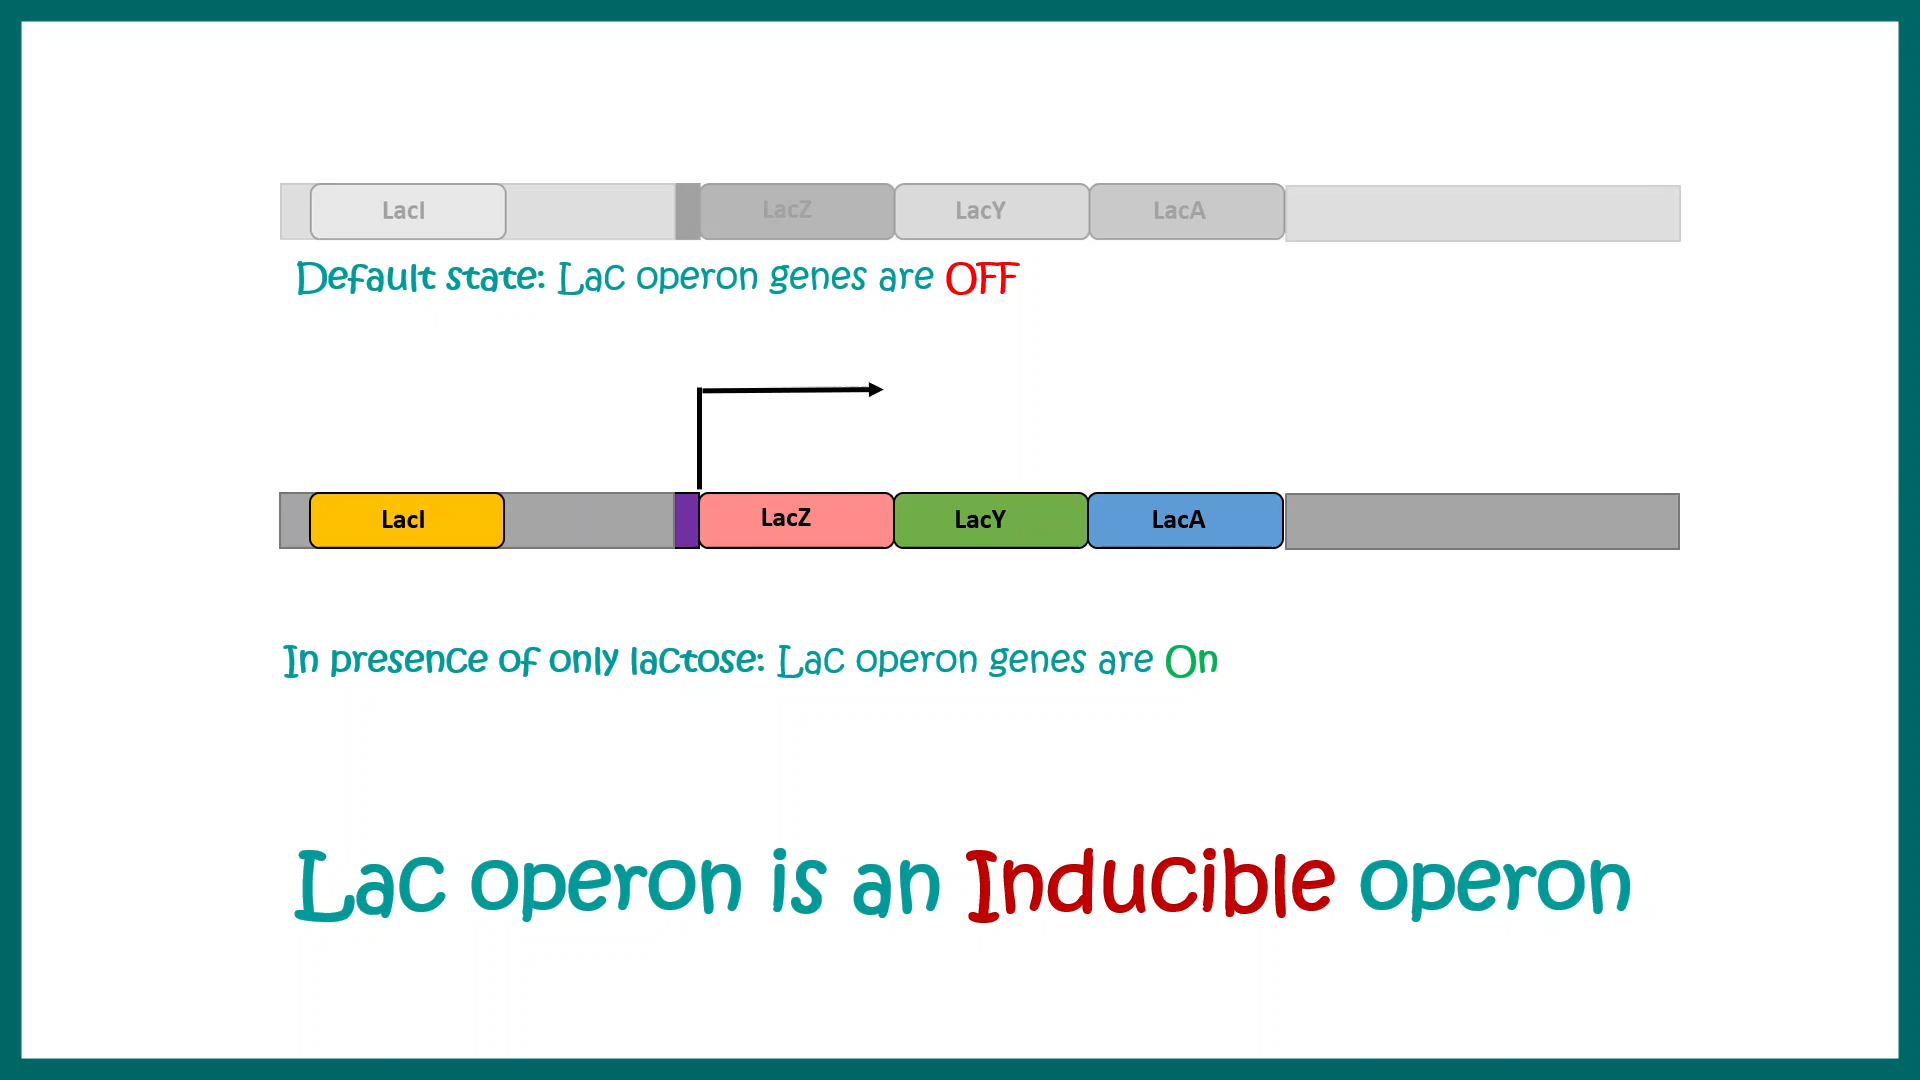 LacI LacZ LacY LacA
Default state: Lac operon genes are OFF
LacI LacZ LacY LacA
In presence of only lactose: Lac operon genes are On
Lac operon is an Inducible operon